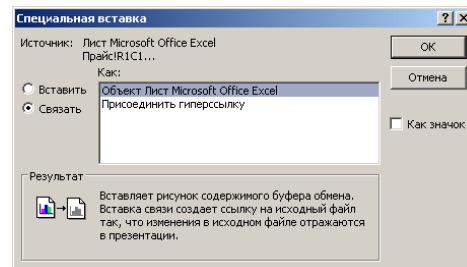 Специальная вставка
Источник: Лист Microsoft Office Excel
Прайс!R1C1...
Как:
Вставить
Связать
Объект Лист Microsoft Office Excel
Присоединить гиперссылку
ОК
Отмена
Как значок
Результат
Вставляет рисунок содержимого буфера обмена.
Вставка связи создает ссылку на исходный файл
так, что изменения в исходном файле отражаются
в презентации.